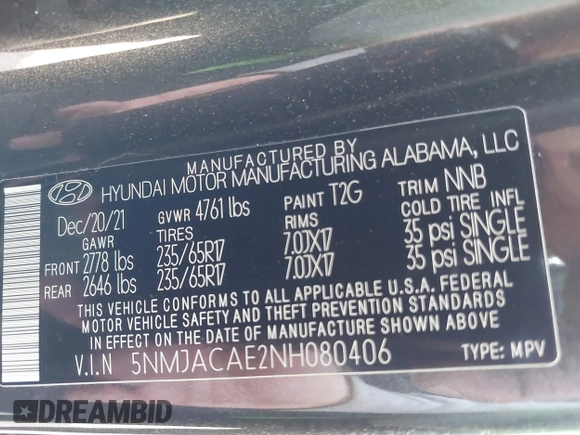 MANUFACTURED BY
HYUNDAI MOTOR MANUFACTURING ALABAMA, LLC
Dec/20/21 GVWR 4761 lbs PAINT T2G TRIM NNB
GAWR TIRES RIMS COLD TIRE INFL
FRONT 2778 lbs 235/65R17 7.0JX17 35 psi SINGLE
REAR 2646 lbs 235/65R17 7.0JX17 35 psi SINGLE
THIS VEHICLE CONFORMS TO ALL APPLICABLE U.S.A. FEDERAL
MOTOR VEHICLE SAFETY AND THEFT PREVENTION STANDARDS
IN EFFECT ON THE DATE OF MANUFACTURE SHOWN ABOVE.
V.I.N 5NMJACAE2NH080406 TYPE: MPV
DREAMBID